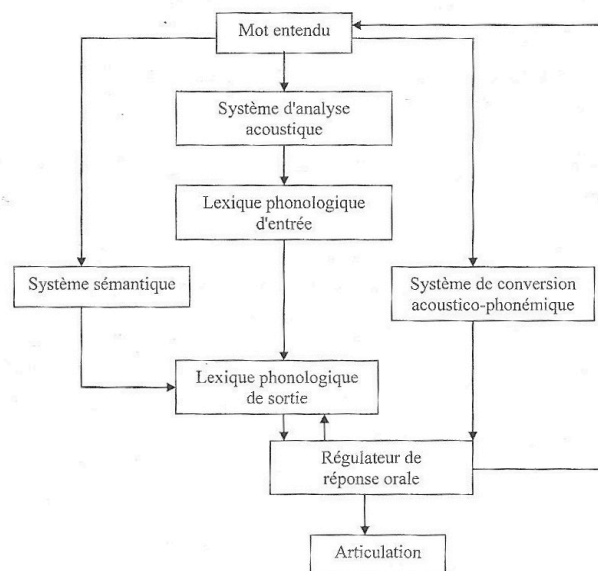 Mot entendu
Système d'analyse
acoustique
Lexique phonologique
d'entrée
Système sémantique
Système de conversion
acoustico-phonémique
Lexique phonologique
de sortie
Régulateur de
réponse orale
Articulation